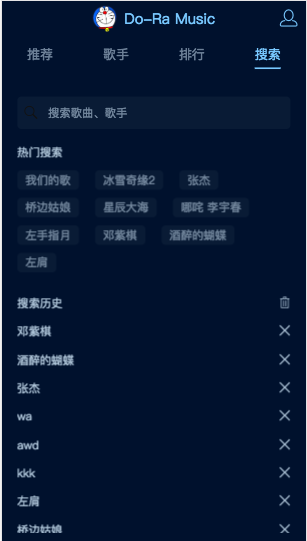 Do-Ra Music
推荐 歌手 排行 搜索
搜索歌曲、歌手
热门搜索
我们的歌 冰雪奇缘2 张杰
桥边姑娘 星辰大海 哪吒 李宇春
左手指月 邓紫棋 酒醉的蝴蝶
左肩
搜索历史
邓紫棋
酒醉的蝴蝶
张杰
wa
awd
kkk
左肩
桥边姑娘